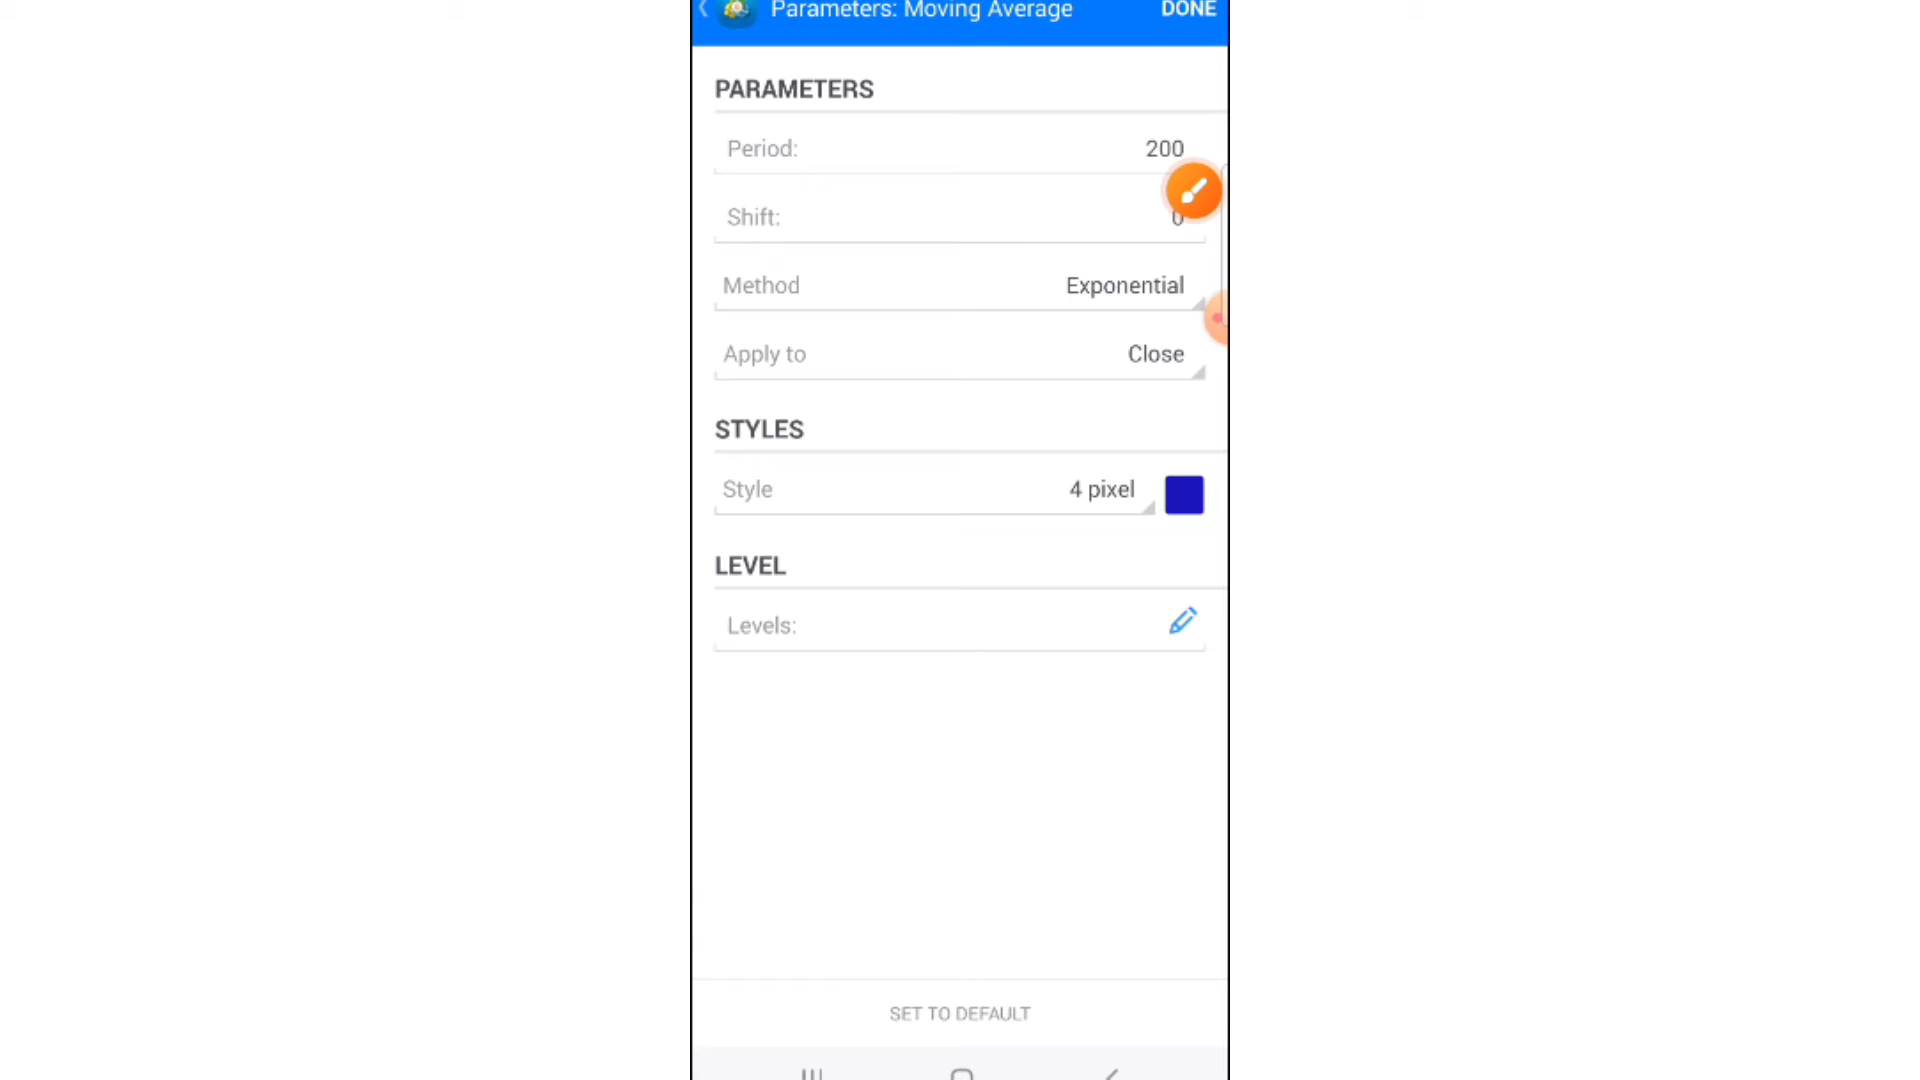 Parameters: Moving Average DONE
PARAMETERS
Period: 200
Shift: 0
Method Exponential
Apply to Close
STYLES
Style 4 pixel
LEVEL
Levels:
SET TO DEFAULT